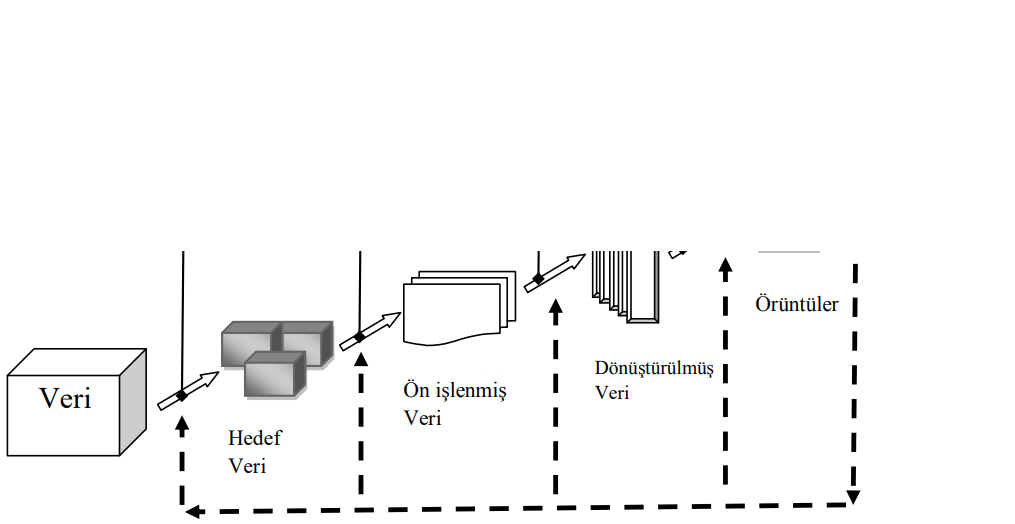 Veri
Hedef
Veri
Ön işlenmiş
Veri
Dönüştürülmüş
Veri
Örüntüler